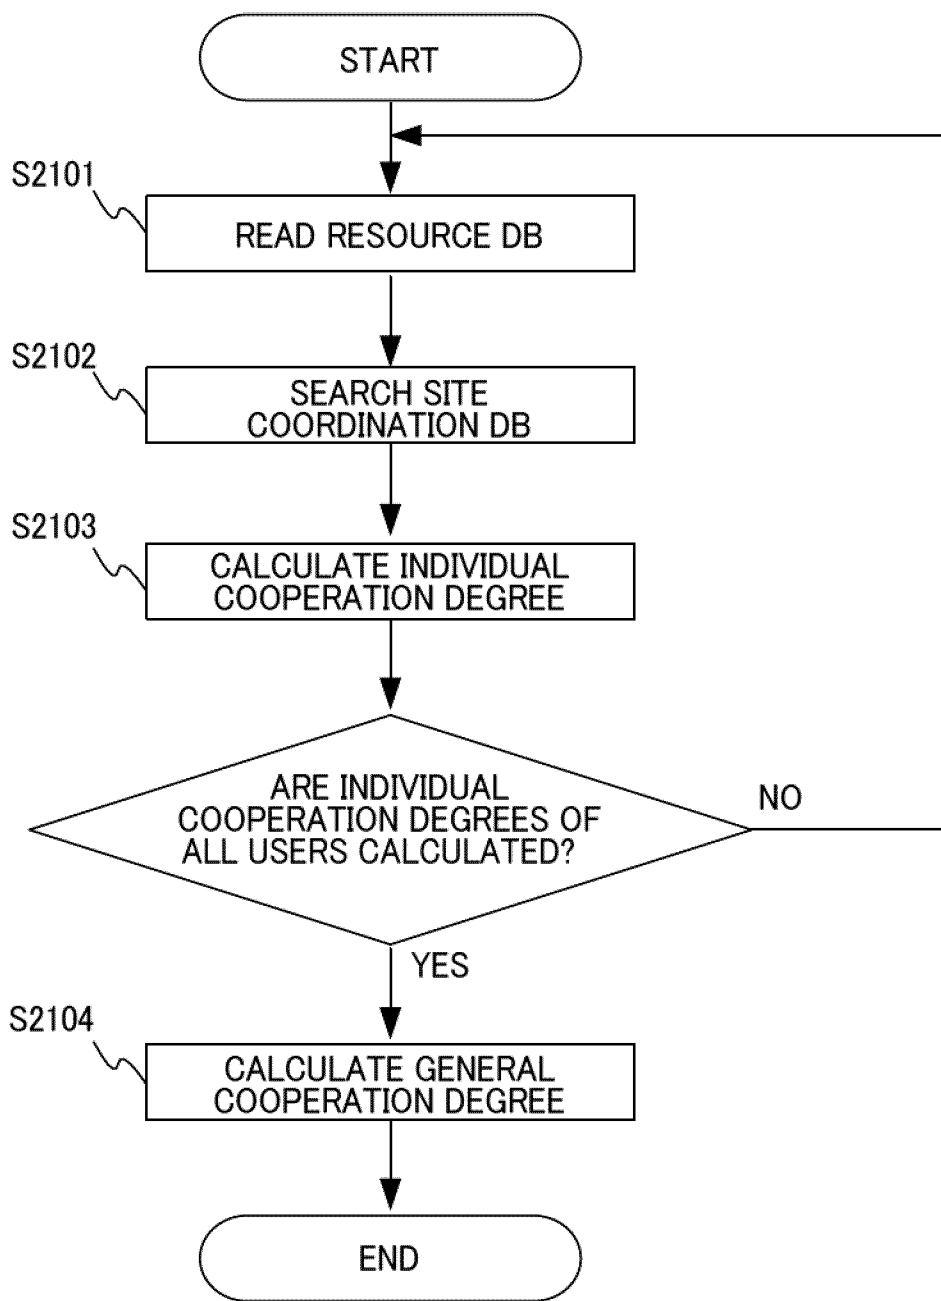 START
S2101
READ RESOURCE DB
S2102
SEARCH SITE
COORDINATION DB
S2103
CALCULATE INDIVIDUAL
COOPERATION DEGREE
ARE INDIVIDUAL
COOPERATION DEGREES OF
ALL USERS CALCULATED?
NO
YES
S2104
CALCULATE GENERAL
COOPERATION DEGREE
END